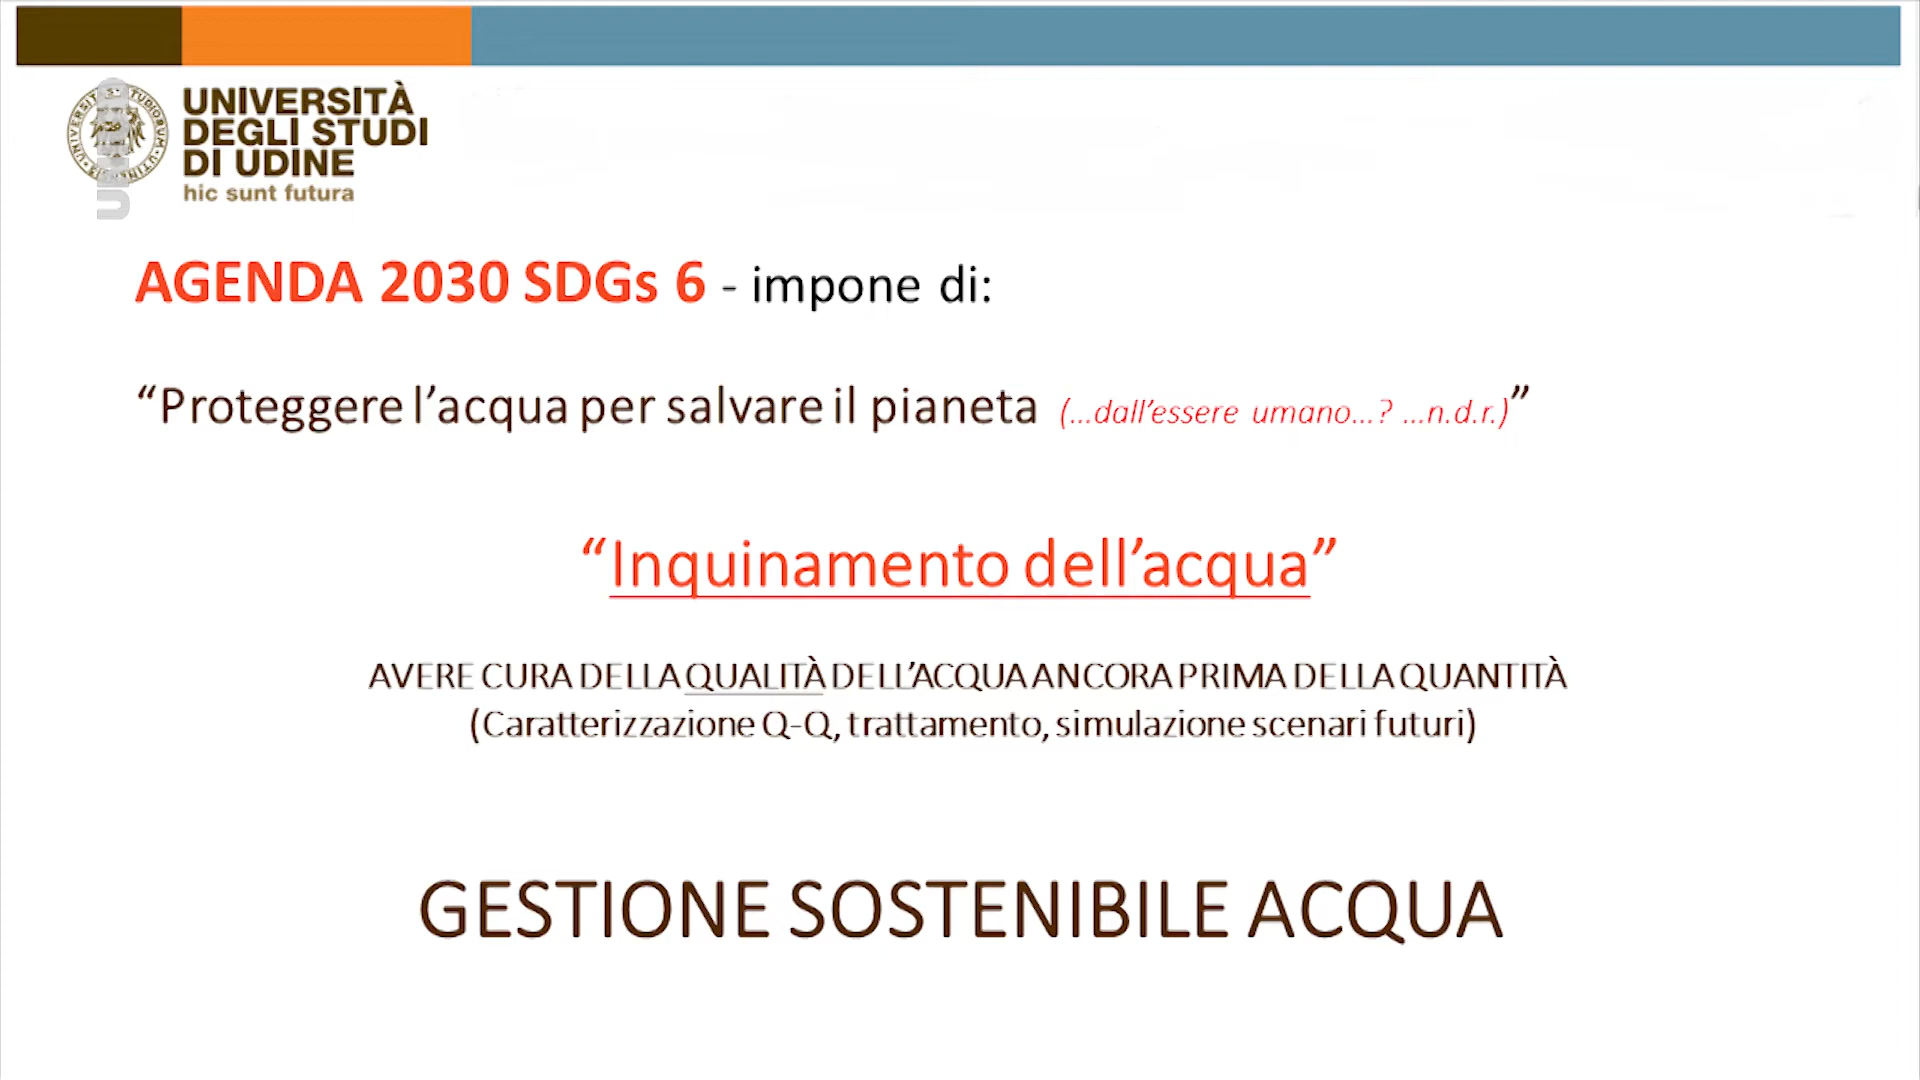 UNIVERSITÀ
DEGLI STUDI
DI UDINE
hic sunt futura
AGENDA 2030 SDGs 6 - impone di:
“Proteggere l’acqua per salvare il pianeta (...dall’essere umano...? ...n.d.r.)”
“Inquinamento dell’acqua”
AVERE CURA DELLA QUALITÀ DELL’ACQUA ANCORA PRIMA DELLA QUANTITÀ
(Caratterizzazione Q-Q, trattamento, simulazione scenari futuri)
GESTIONE SOSTENIBILE ACQUA